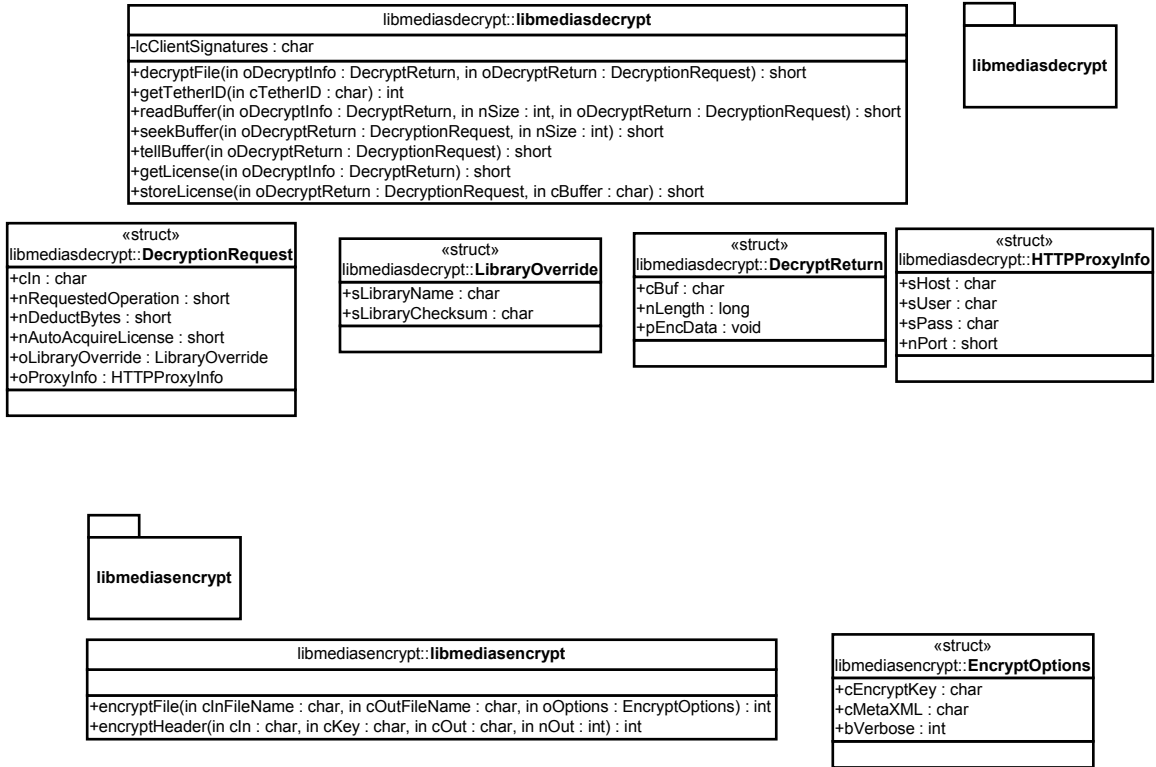 libmediasdecrypt::libmediasdecrypt
-lcClientSignatures : char
+decryptFile(in oDecryptInfo : DecryptReturn, in oDecryptReturn : DecryptionRequest) : short
+getTetherID(in cTetherID : char) : int
+readBuffer(in oDecryptInfo : DecryptReturn, in nSize : int, in oDecryptReturn : DecryptionRequest) : short
+seekBuffer(in oDecryptReturn : DecryptionRequest, in nSize : int) : short
+tellBuffer(in oDecryptReturn : DecryptionRequest) : short
+getLicense(in oDecryptInfo : DecryptReturn) : short
+storeLicense(in oDecryptReturn : DecryptionRequest, in cBuffer : char) : short
libmediasdecrypt
«struct»
libmediasdecrypt::DecryptionRequest
+cIn : char
+nRequestedOperation : short
+nDeductBytes : short
+nAutoAcquireLicense : short
+oLibraryOverride : LibraryOverride
+oProxyInfo : HTTPProxyInfo
«struct»
libmediasdecrypt::LibraryOverride
+sLibraryName : char
+sLibraryChecksum : char
«struct»
libmediasdecrypt::DecryptReturn
+cBuf : char
+nLength : long
+pEncData : void
«struct»
libmediasdecrypt::HTTPProxyInfo
+sHost : char
+sUser : char
+sPass : char
+nPort : short
libmediasencrypt
libmediasencrypt::libmediasencrypt
+encryptFile(in cInFileName : char, in cOutFileName : char, in oOptions : EncryptOptions) : int
+encryptHeader(in cIn : char, in cKey : char, in cOut : char, in nOut : int) : int
«struct»
libmediasencrypt::EncryptOptions
+cEncryptKey : char
+cMetaXML : char
+bVerbose : int